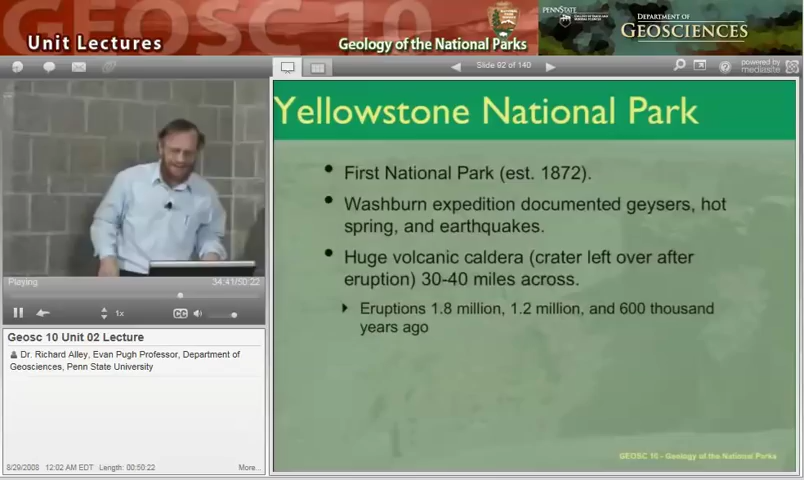 GEOSC 10
Unit Lectures
Geology of the National Parks
PENNSTATE
DEPARTMENT OF
GEOSCIENCES
Slide 92 of 140
powered by
mediasite
Yellowstone National Park
• First National Park (est. 1872).
• Washburn expedition documented geysers, hot
spring, and earthquakes.
• Huge volcanic caldera (crater left over after
eruption) 30-40 miles across.
Eruptions 1.8 million, 1.2 million, and 600 thousand
years ago
GEOSC 10 - Geology of the National Parks
Playing
34:41/50:22
1x
CC
Geosc 10 Unit 02 Lecture
Dr. Richard Alley, Evan Pugh Professor, Department of
Geosciences, Penn State University
8/29/2008 12:02 AM EDT Length: 00:50:22
More...